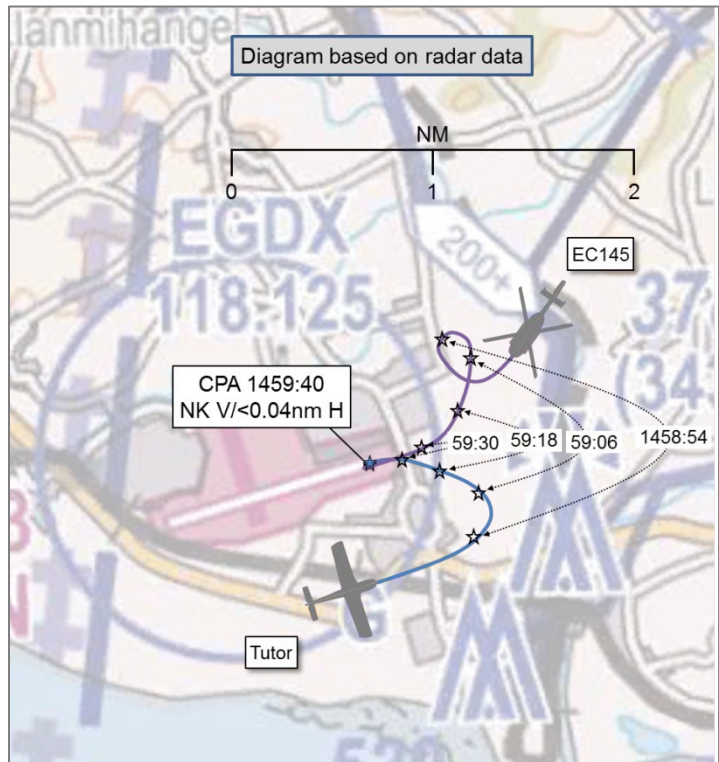 lanmihangel
Diagram based on radar data
NM
0 1 2
EGDX
118.125
200+
EC145
37
(343
CPA 1459:40
NK V/<0.04nm H
59:30 59:18 59:06 1458:54
G
Tutor